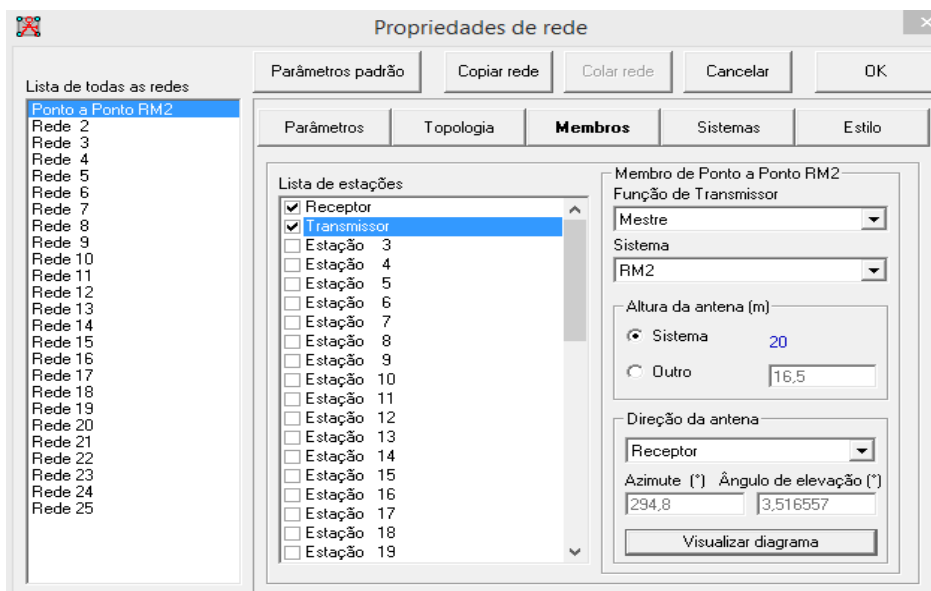 Propriedades de rede
Lista de todas as redes
Ponto a Ponto RM2
Rede 2
Rede 3
Rede 4
Rede 5
Rede 6
Rede 7
Rede 8
Rede 9
Rede 10
Rede 11
Rede 12
Rede 13
Rede 14
Rede 15
Rede 16
Rede 17
Rede 18
Rede 19
Rede 20
Rede 21
Rede 22
Rede 23
Rede 24
Rede 25
Parâmetros padrão Copiar rede Colar rede Cancelar OK
Parâmetros Topologia Membros Sistemas Estilo
Lista de estações
Receptor
Transmissor
Estação 3
Estação 4
Estação 5
Estação 6
Estação 7
Estação 8
Estação 9
Estação 10
Estação 11
Estação 12
Estação 13
Estação 14
Estação 15
Estação 16
Estação 17
Estação 18
Estação 19
Membro de Ponto a Ponto RM2
Função de Transmissor
Mestre
Sistema
RM2
Altura da antena (m)
Sistema 20
Outro 16,5
Direção da antena
Receptor
Azimute (°) Ângulo de elevação (°)
294,8 3,516557
Visualizar diagrama